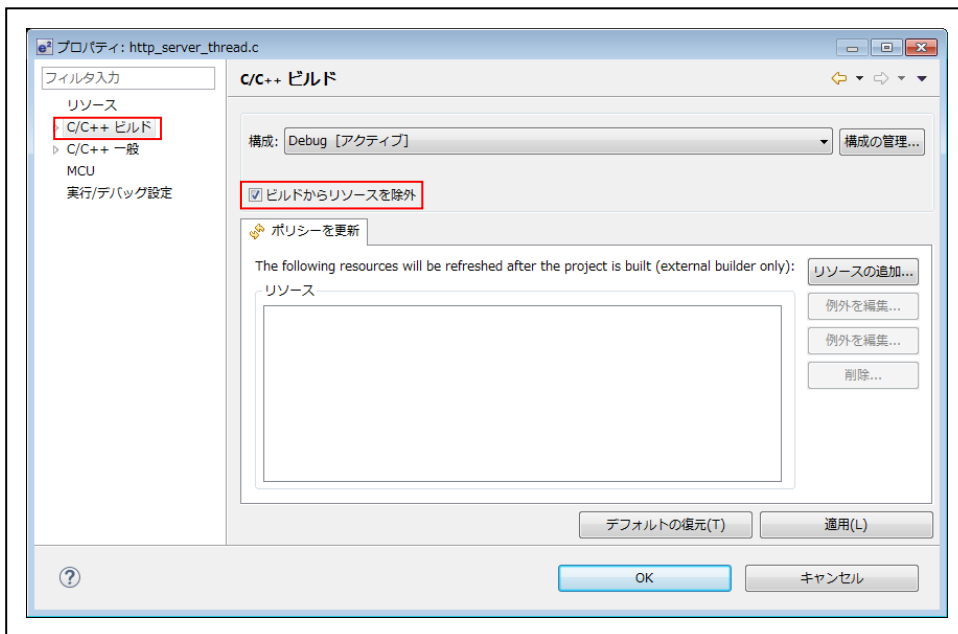 e² プロパティ: http_server_thread.c
フィルタ入力
リソース
C/C++ ビルド
C/C++ 一般
MCU
実行/デバッグ設定
C/C++ ビルド
構成: Debug [アクティブ] 構成の管理...
ビルドからリソースを除外
ポリシーを更新
The following resources will be refreshed after the project is built (external builder only):
リソース
リソースの追加...
例外を編集...
例外を編集...
削除...
デフォルトの復元(T) 適用(L)
? OK キャンセル